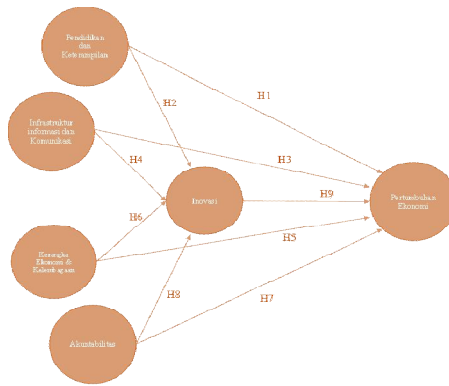 Pendidikan
dan
Keterampilan
H1
H2
Infrastruktur
informasi dan
Komunikasi
H4
H3
Inovasi
H9
Pertumbuhan
Ekonomi
H6
H5
Kerangka
Ekonomi &
Kelembagaan
H8
H7
Akuntabilitas